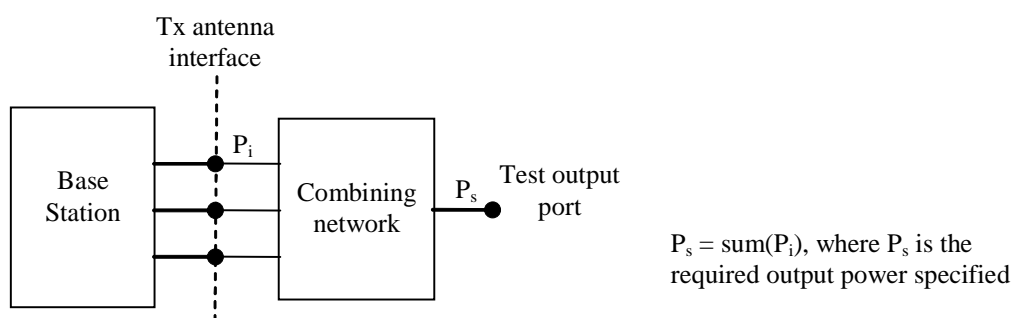 Tx antenna
interface
Base
Station
P_i
Combining
network
P_s
Test output
port
P_s = sum(P_i), where P_s is the
required output power specified